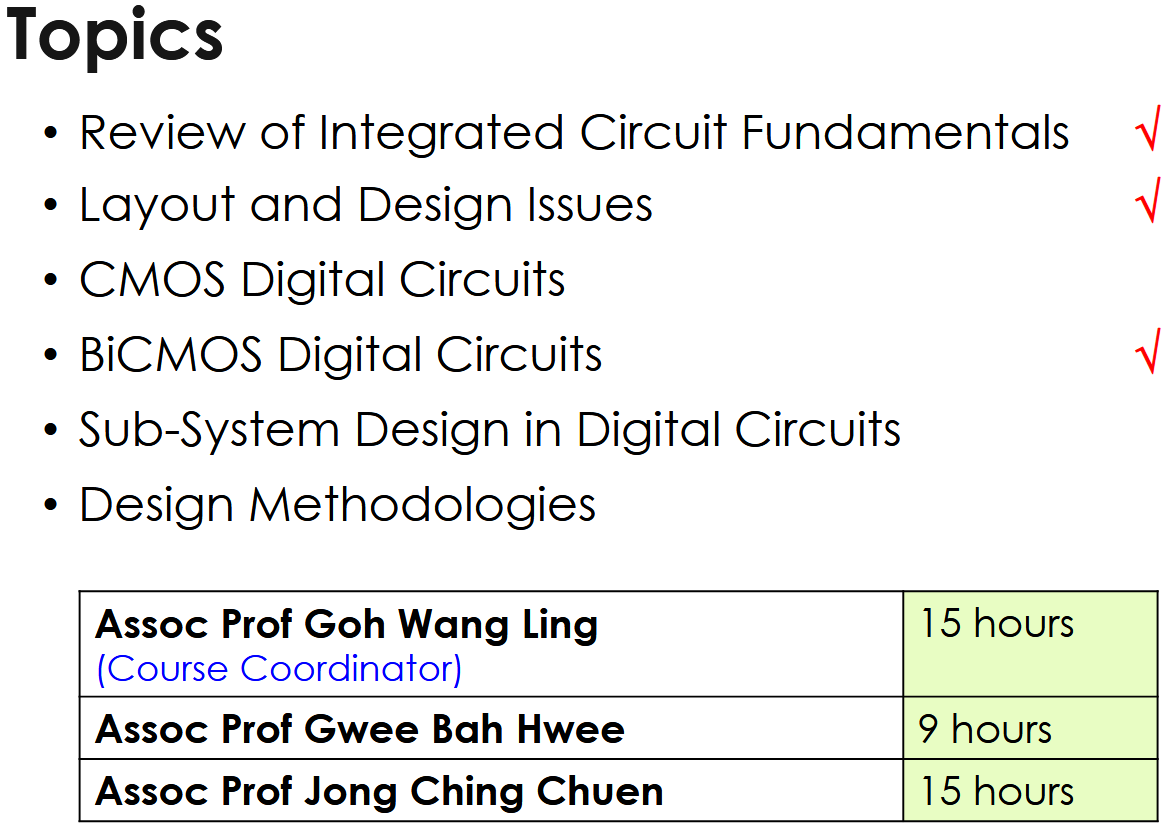 Topics
• Review of Integrated Circuit Fundamentals √
• Layout and Design Issues √
• CMOS Digital Circuits
• BiCMOS Digital Circuits √
• Sub-System Design in Digital Circuits
• Design Methodologies
Assoc Prof Goh Wang Ling 15 hours
(Course Coordinator)
Assoc Prof Gwee Bah Hwee 9 hours
Assoc Prof Jong Ching Chuen 15 hours